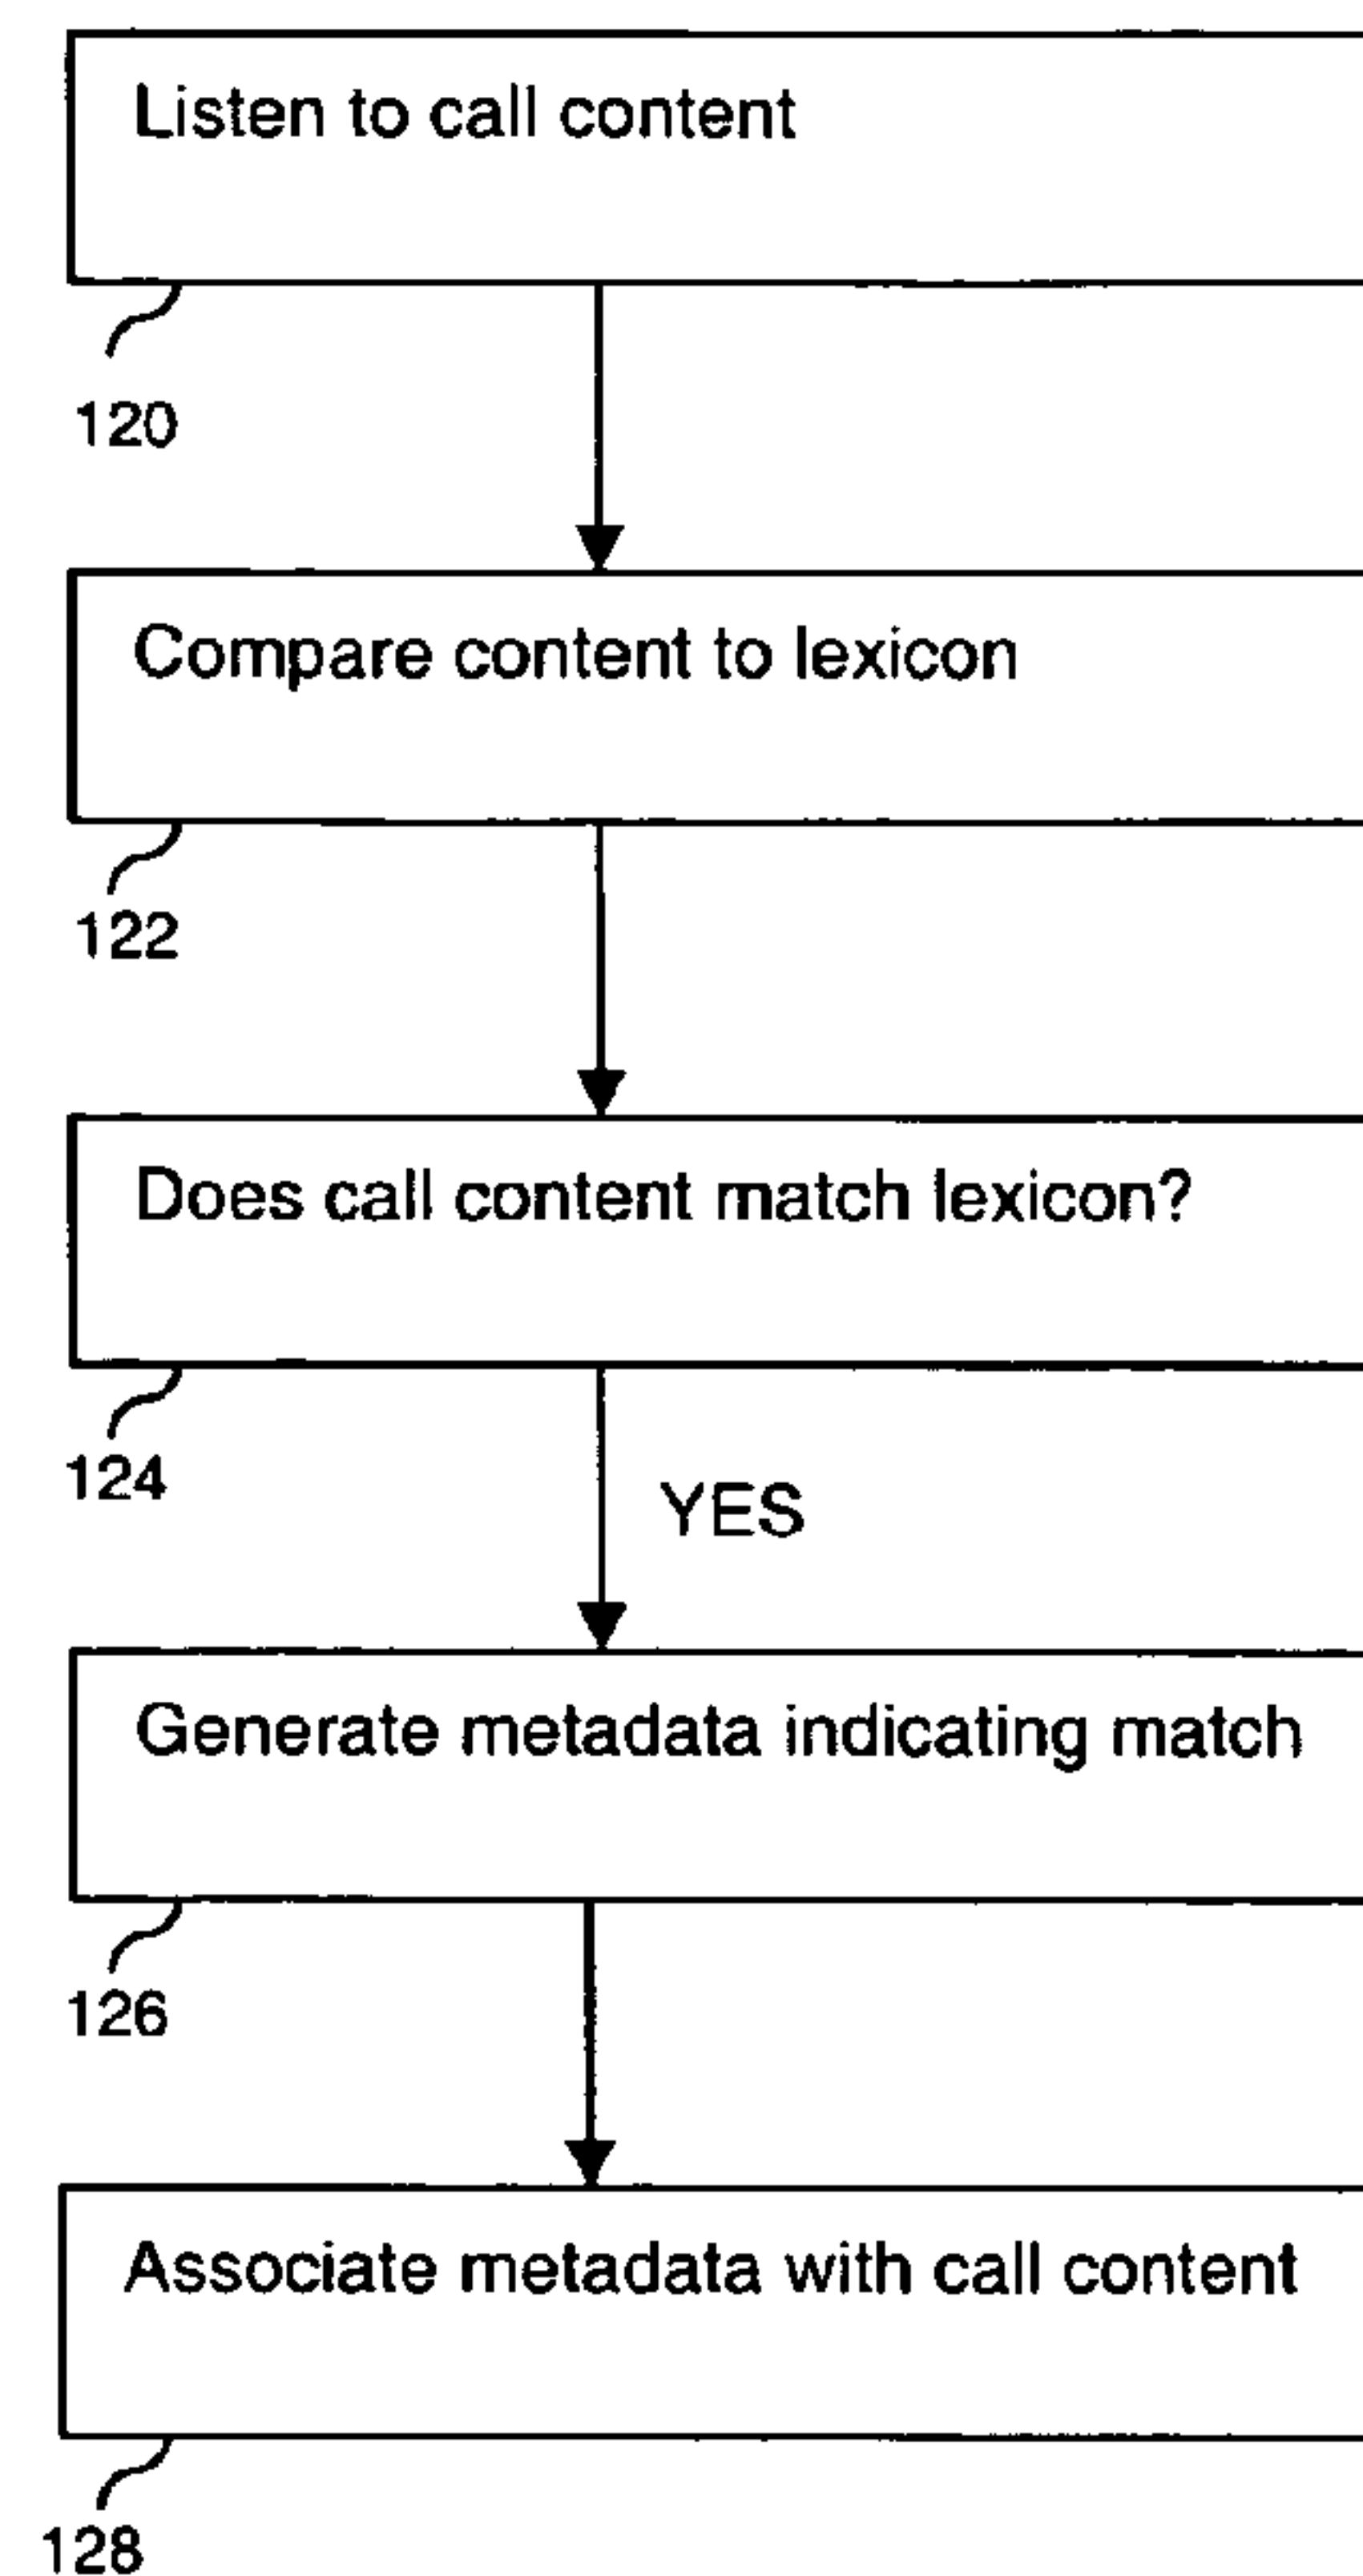 Listen to call content
120
Compare content to lexicon
122
Does call content match lexicon?
124
YES
Generate metadata indicating match
126
Associate metadata with call content
128